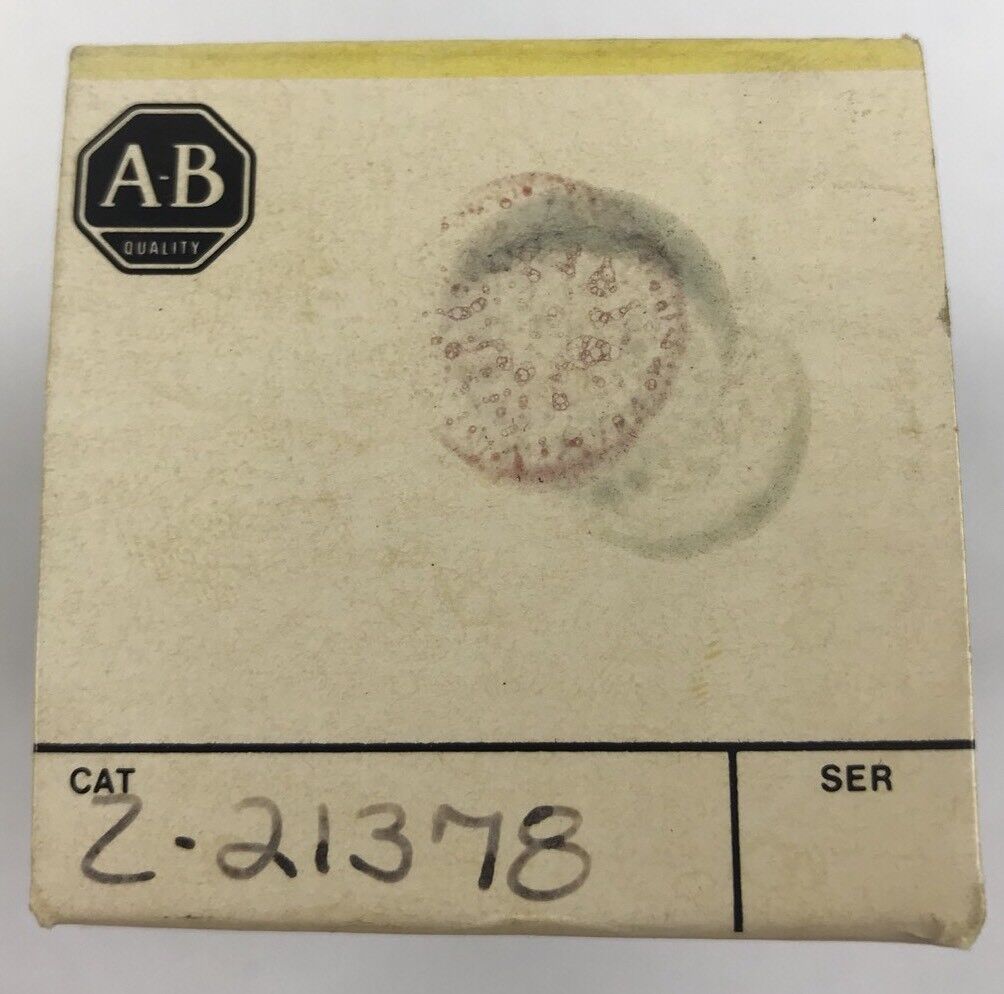 A-B
QUALITY
CAT
SER
Z-21378